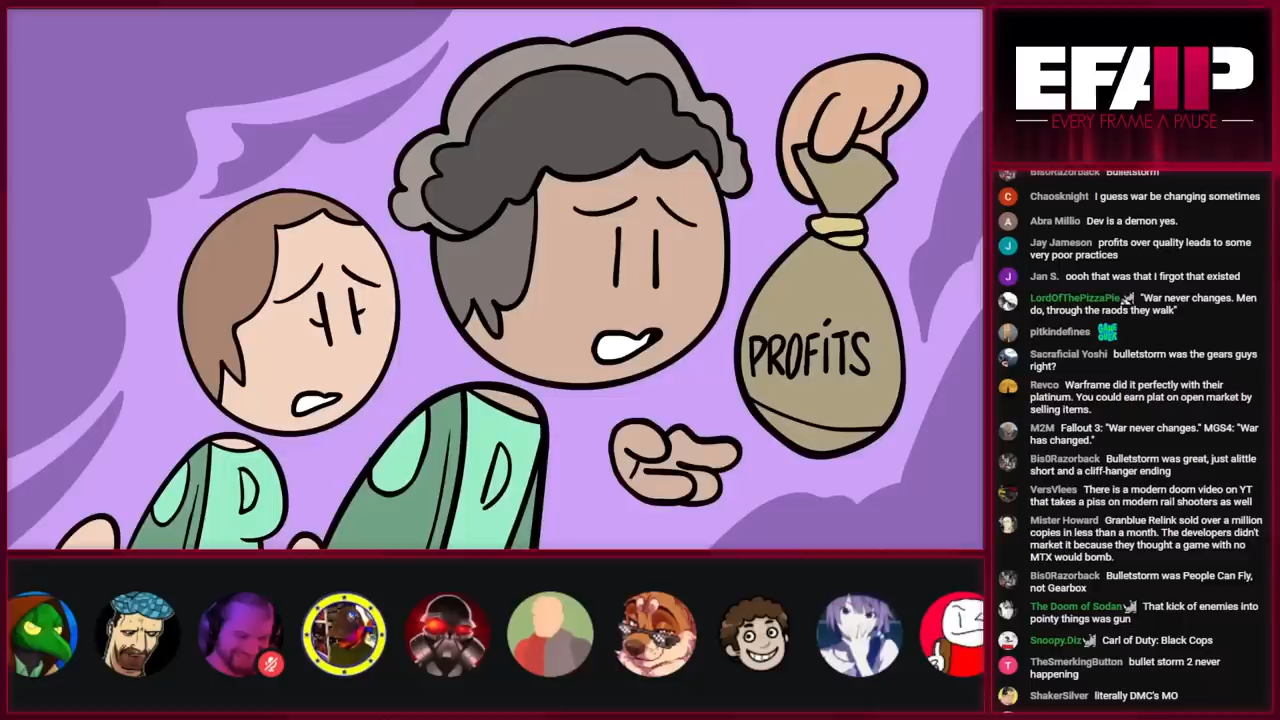 PROFITS
D
D
EFAP
EVERY FRAME A PAUSE
Bis0Razorback Bulletstorm
Chaosknight I guess war be changing sometimes
Abra Millio Dev is a demon yes.
Jay Jameson profits over quality leads to some
very poor practices
Jan S. oooh that was that I firgot that existed
LordOfThePizzaPie "War never changes. Men
do, through the raods they walk"
pitkindefines GAME OVER
Sacraficial Yoshi bulletstorm was the gears guys
right?
Revco Warframe did it perfectly with their
platinum. You could earn plat on open market by
selling items.
M2M Fallout 3: "War never changes." MGS4: "War
has changed."
Bis0Razorback Bulletstorm was great, just alittle
short and a cliff-hanger ending
VersVlees There is a modern doom video on YT
that takes a piss on modern rail shooters as well
Mister Howard Granblue Relink sold over a million
copies in less than a month. The developers didn't
market it because they thought a game with no
MTX would bomb.
Bis0Razorback Bulletstorm was People Can Fly,
not Gearbox
The Doom of Sodan That kick of enemies into
pointy things was gun
Snoopy.Diz Carl of Duty: Black Cops
TheSmerkingButton bullet storm 2 never
happening
ShakerSilver literally DMC's MO
C
A
J
J
T